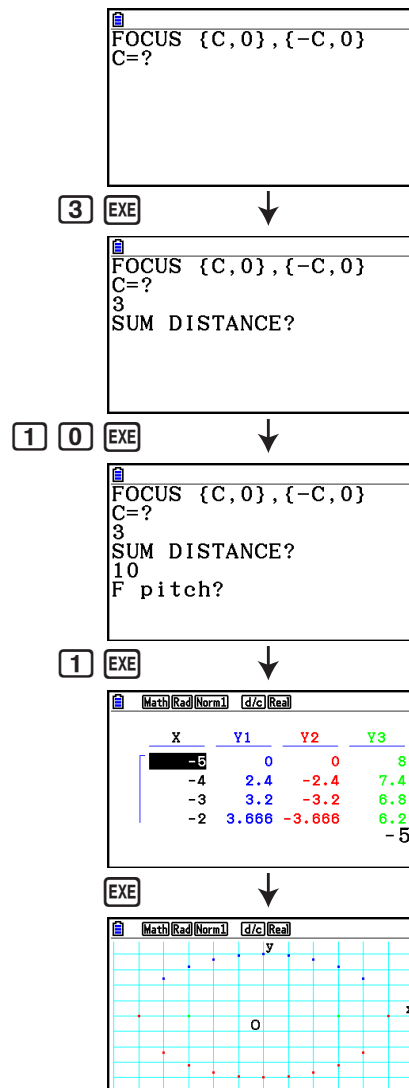 FOCUS {C,0},{-C,0}
C=?
3 EXE
FOCUS {C,0},{-C,0}
C=?
3
SUM DISTANCE?
1 0 EXE
FOCUS {C,0},{-C,0}
C=?
3
SUM DISTANCE?
10
F pitch?
1 EXE
Math Rad Norm1 d/c Real
X Y1 Y2 Y3
-5 0 0 8
-4 2.4 -2.4 7.4
-3 3.2 -3.2 6.8
-2 3.666 -3.666 6.2
-5
EXE
Math Rad Norm1 d/c Real
y
O